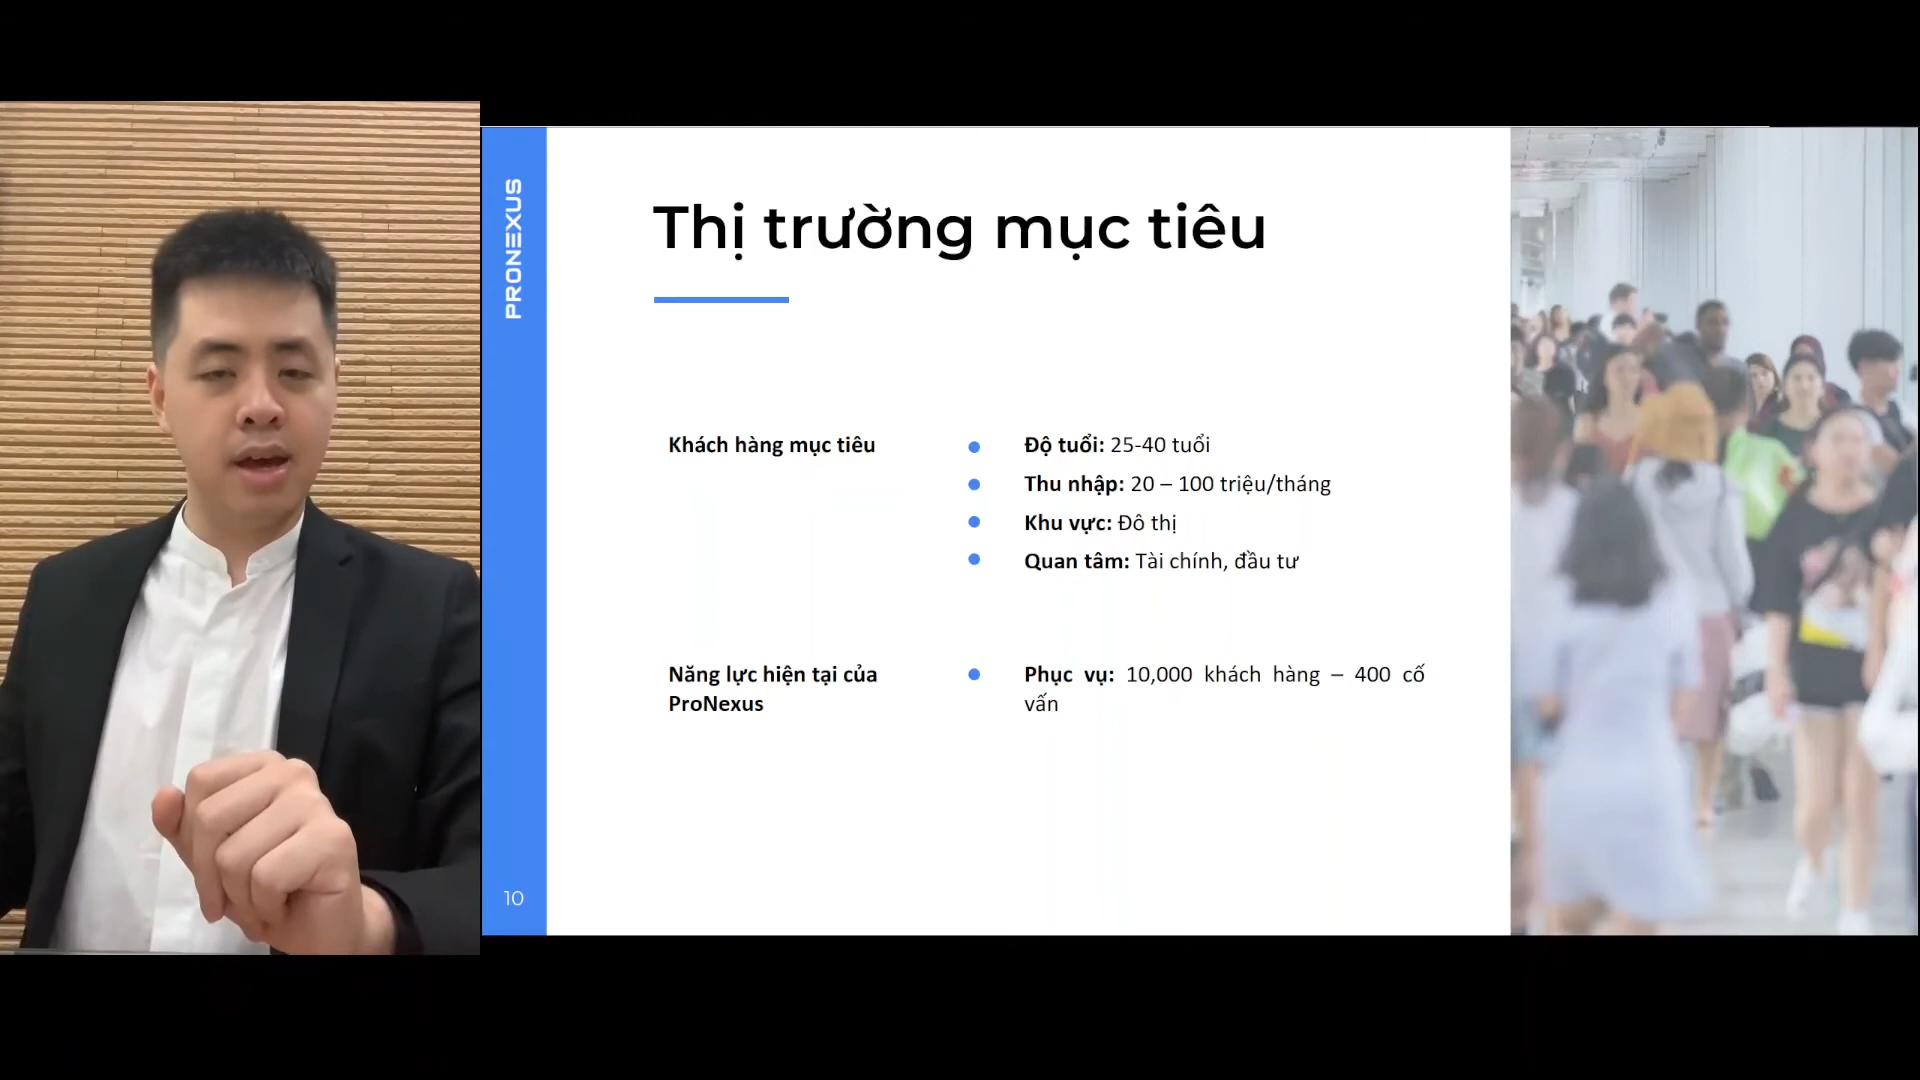 PRONEXUS
Thị trường mục tiêu
Khách hàng mục tiêu
Độ tuổi: 25-40 tuổi
Thu nhập: 20 – 100 triệu/tháng
Khu vực: Đô thị
Quan tâm: Tài chính, đầu tư
Năng lực hiện tại của
ProNexus
Phục vụ: 10,000 khách hàng – 400 cố
vấn
10